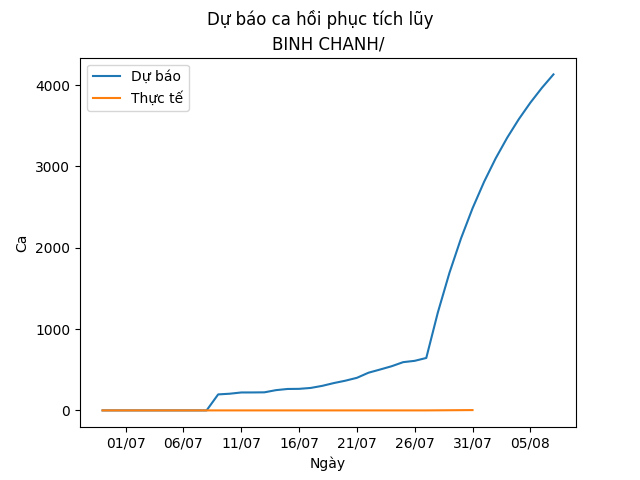 Dự báo ca hồi phục tích lũy
BINH CHANH/
Dự báo
Thực tế
4000
3000
2000
1000
0
Ca
01/07 06/07 11/07 16/07 21/07 26/07 31/07 05/08
Ngày